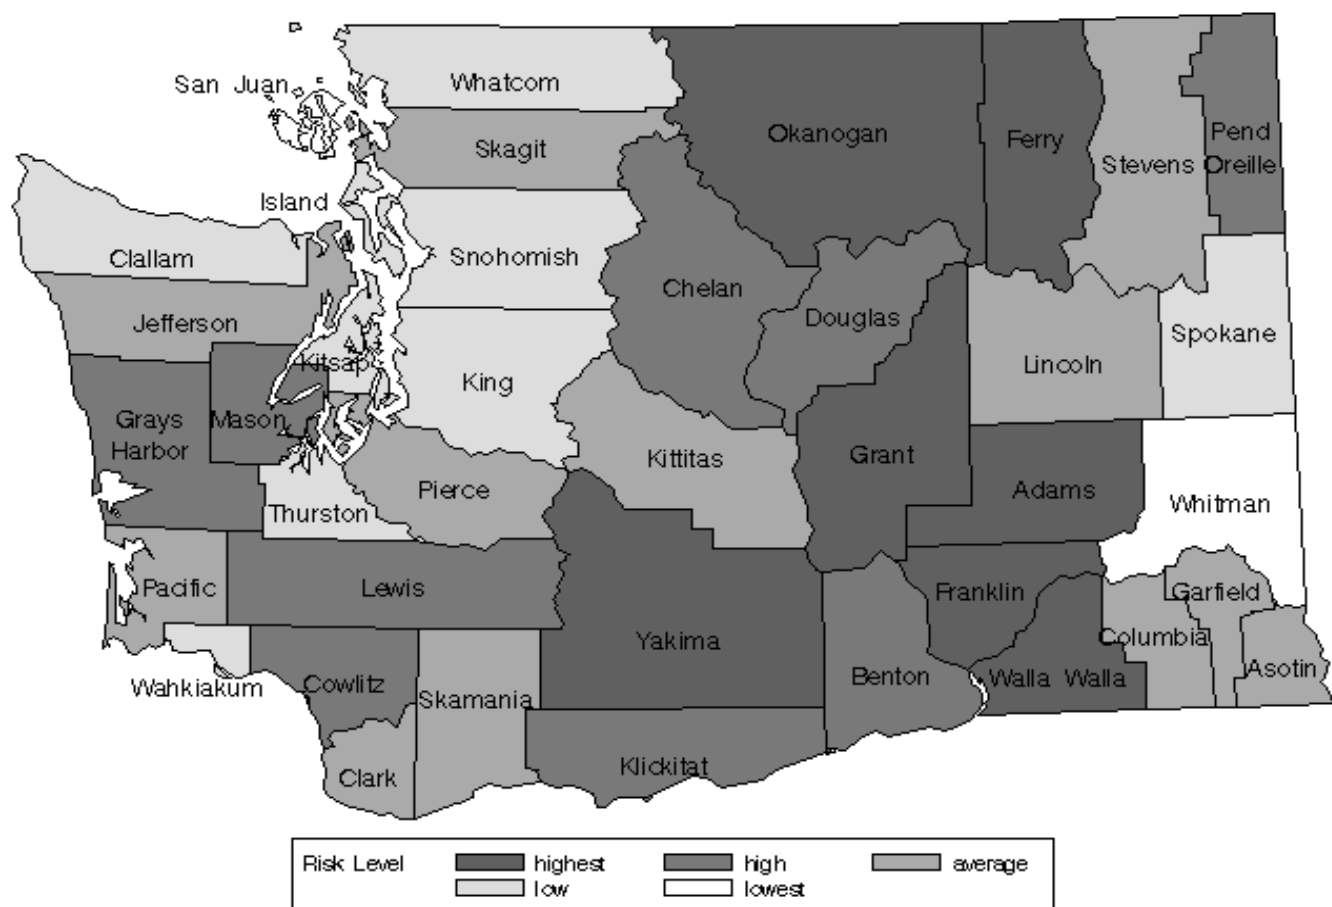 San Juan
Whatcom
Okanogan
Ferry
Pend
Oreille
Skagit
Stevens
Island
Clallam
Snohomish
Chelan
Douglas
Jefferson
Spokane
Kitsap
King
Lincoln
Grays
Harbor
Mason
Kittitas
Grant
Pierce
Adams
Whitman
Thurston
Pacific
Lewis
Franklin
Garfield
Yakima
Columbia
Wahkiakum
Cowlitz
Skamania
Benton
Walla Walla
Asotin
Clark
Klickitat
Risk Level highest high average
low lowest